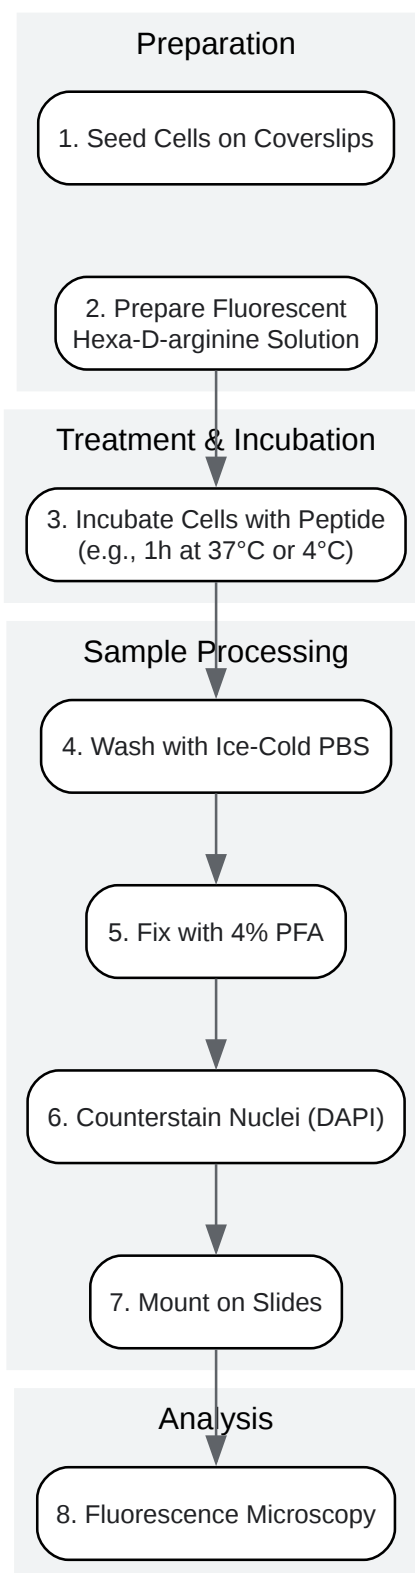 Preparation
1. Seed Cells on Coverslips
2. Prepare Fluorescent
Hexa-D-arginine Solution
Treatment & Incubation
3. Incubate Cells with Peptide
(e.g., 1h at 37°C or 4°C)
Sample Processing
4. Wash with Ice-Cold PBS
5. Fix with 4% PFA
6. Counterstain Nuclei (DAPI)
7. Mount on Slides
Analysis
8. Fluorescence Microscopy